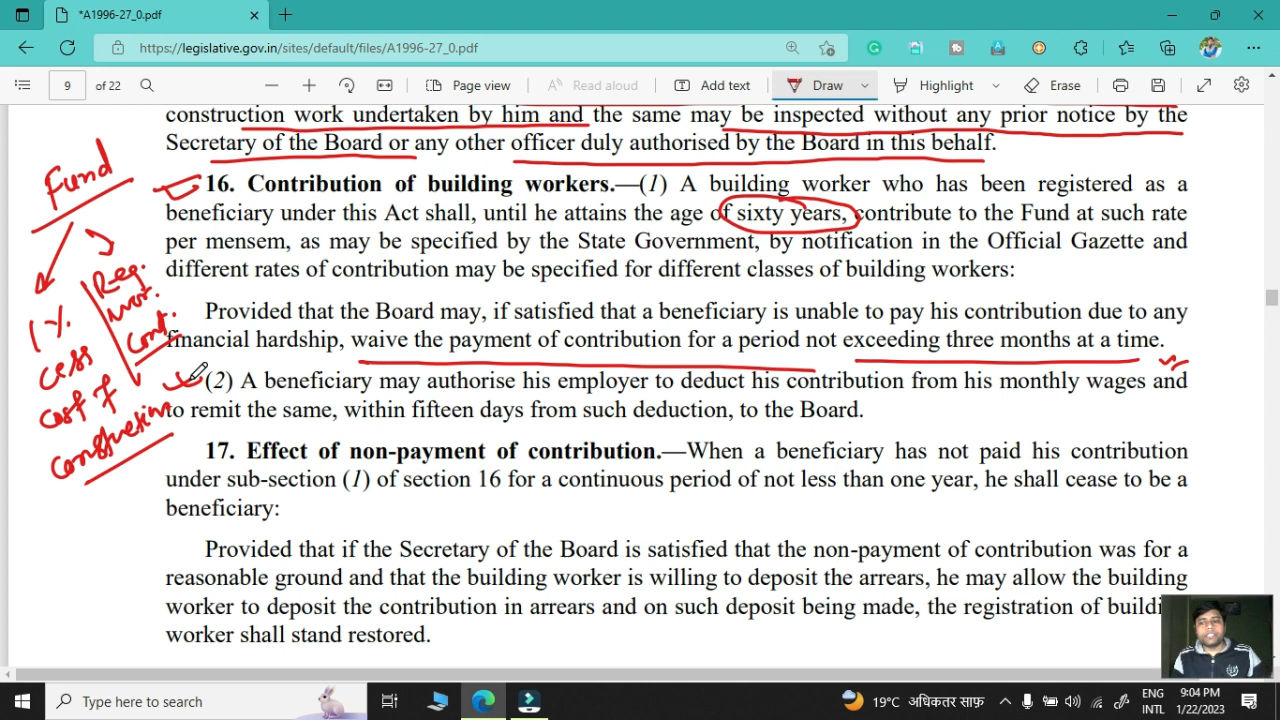 *A1996-27_0.pdf
https://legislative.gov.in/sites/default/files/A1996-27_0.pdf
9 of 22
Page view
Read aloud
Add text
Draw
Highlight
Erase
construction work undertaken by him and the same may be inspected without any prior notice by the
Secretary of the Board or any other officer duly authorised by the Board in this behalf.
16. Contribution of building workers.—(1) A building worker who has been registered as a
beneficiary under this Act shall, until he attains the age of sixty years, contribute to the Fund at such rate
per mensem, as may be specified by the State Government, by notification in the Official Gazette and
different rates of contribution may be specified for different classes of building workers:
Provided that the Board may, if satisfied that a beneficiary is unable to pay his contribution due to any
financial hardship, waive the payment of contribution for a period not exceeding three months at a time.
(2) A beneficiary may authorise his employer to deduct his contribution from his monthly wages and
to remit the same, within fifteen days from such deduction, to the Board.
17. Effect of non-payment of contribution.—When a beneficiary has not paid his contribution
under sub-section (1) of section 16 for a continuous period of not less than one year, he shall cease to be a
beneficiary:
Provided that if the Secretary of the Board is satisfied that the non-payment of contribution was for a
reasonable ground and that the building worker is willing to deposit the arrears, he may allow the building
worker to deposit the contribution in arrears and on such deposit being made, the registration of buildi
worker shall stand restored.
Fund
1%
cess
cost of
construction
Reg.
wor.
cont.
Type here to search
19°C अधिकतर साफ़
ENG
INTL
9:04 PM
1/22/2023